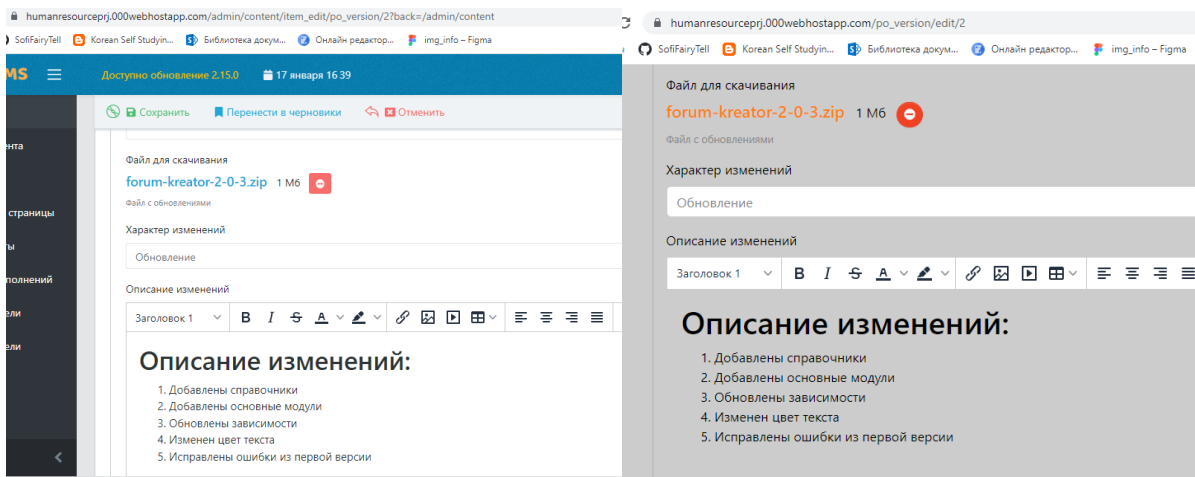 humanresourceprj.000webhostapp.com/admin/content/item_edit/po_version/2?back=/admin/content
SofiFairyTell Korean Self Studyin... Библиотека докум... Онлайн редактор... img_info – Figma
MS Доступно обновление 2.15.0 17 января 16 39
Сохранить Перенести в черновики Отменить
нта
страницы
ты
полнений
ели
ели
Файл для скачивания
forum-kreator-2-0-3.zip 1 Мб
Файл с обновлениями
Характер изменений
Обновление
Описание изменений
Заголовок 1 B I S A
Описание изменений:
1. Добавлены справочники
2. Добавлены основные модули
3. Обновлены зависимости
4. Изменен цвет текста
5. Исправлены ошибки из первой версии
humanresourceprj.000webhostapp.com/po_version/edit/2
SofiFairyTell Korean Self Studyin... Библиотека докум... Онлайн редактор... img_info – Figma
Файл для скачивания
forum-kreator-2-0-3.zip 1 Мб
Файл с обновлениями
Характер изменений
Обновление
Описание изменений
Заголовок 1 B I S A
Описание изменений:
1. Добавлены справочники
2. Добавлены основные модули
3. Обновлены зависимости
4. Изменен цвет текста
5. Исправлены ошибки из первой версии